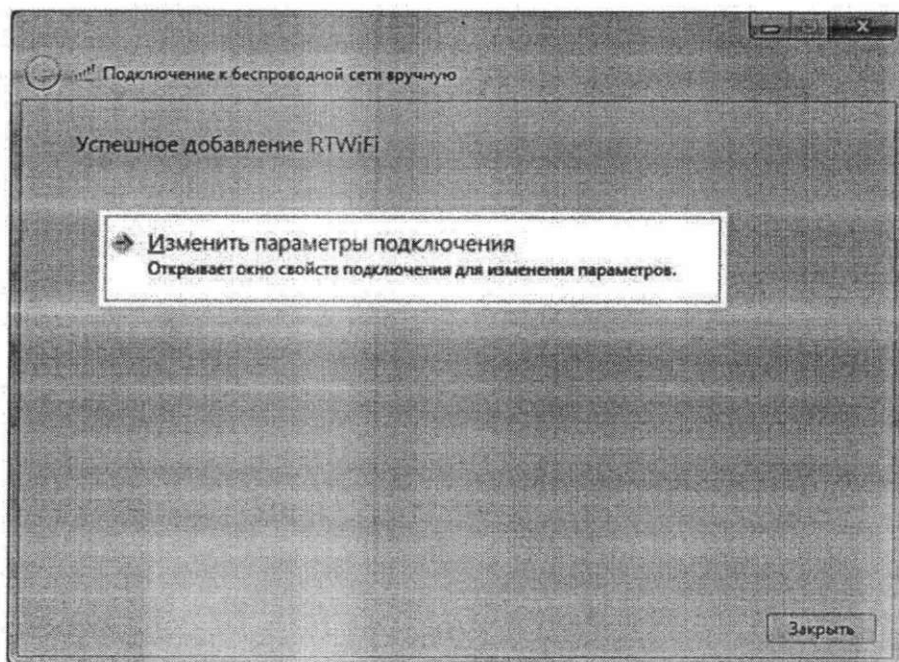 Подключение к беспроводной сети вручную
Успешное добавление RTWiFi
Изменить параметры подключения
Открывает окно свойств подключения для изменения параметров.
Закрыть